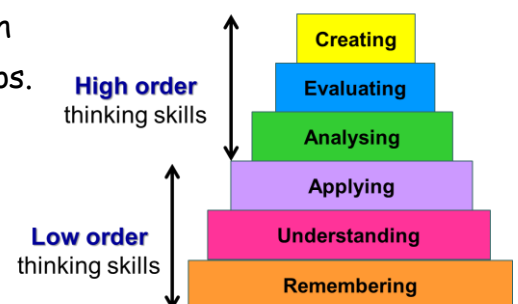 Creating
Evaluating
High order
thinking skills
Analysing
Applying
Low order
thinking skills
Understanding
Remembering